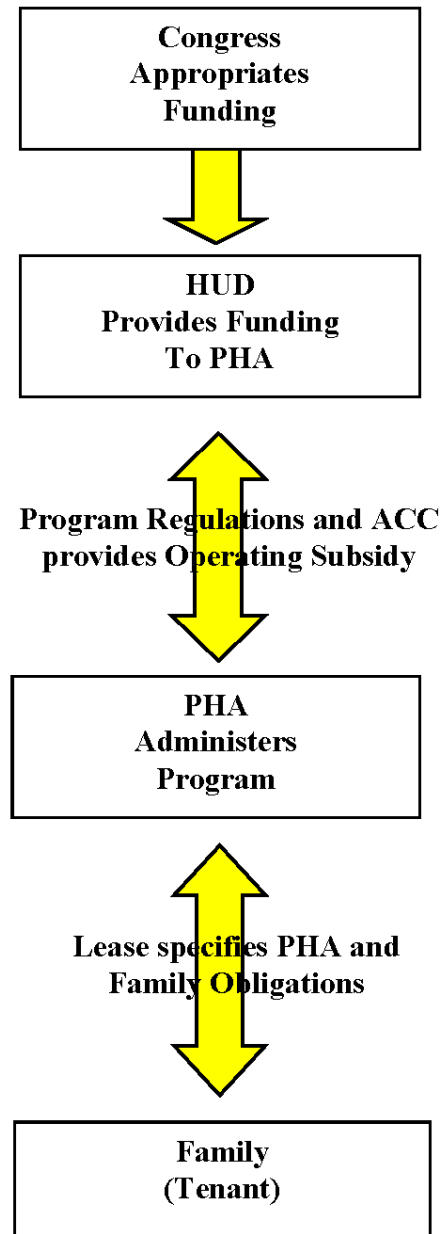 Congress
Appropriates
Funding
HUD
Provides Funding
To PHA
Program Regulations and ACC
provides Operating Subsidy
PHA
Administers
Program
Lease specifies PHA and
Family Obligations
Family
(Tenant)